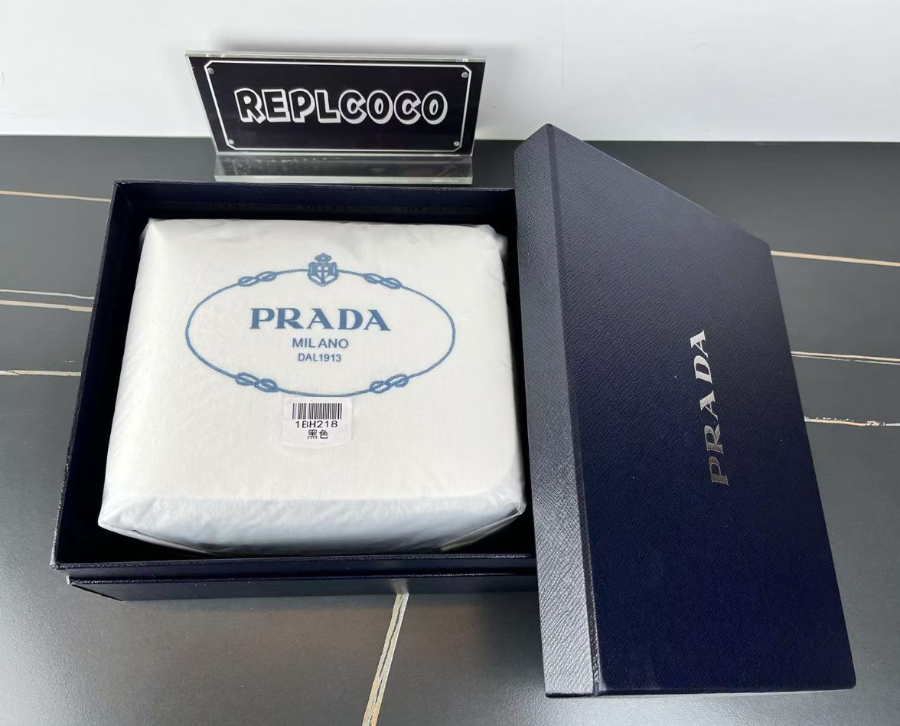 REPLCOCO
PRADA
MILANO
DAL1913
1BH218
黑色
PRADA